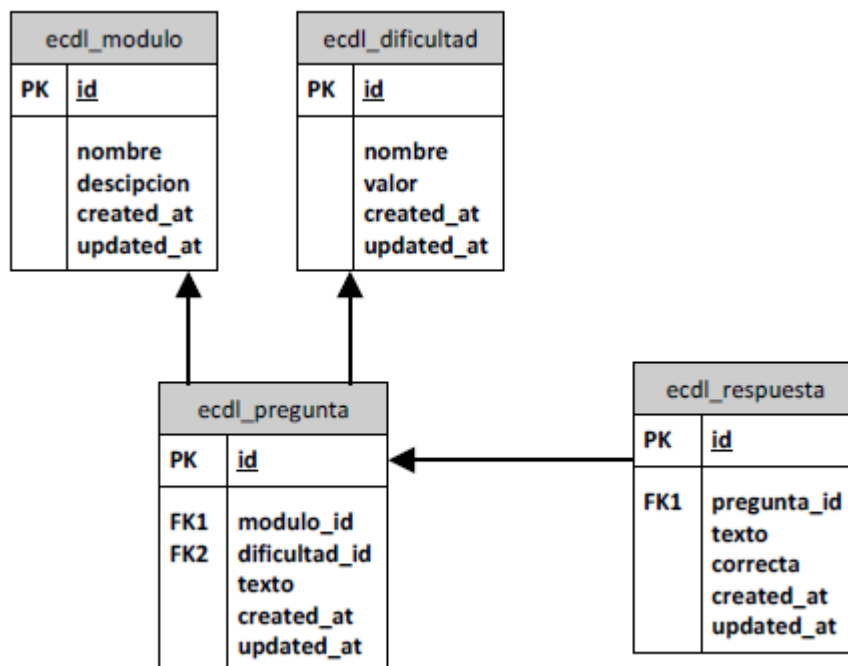 ecdl_modulo
PK id
nombre
descipcion
created_at
updated_at
ecdl_dificultad
PK id
nombre
valor
created_at
updated_at
ecdl_pregunta
PK id
FK1 modulo_id
FK2 dificultad_id
texto
created_at
updated_at
ecdl_respuesta
PK id
FK1 pregunta_id
texto
correcta
created_at
updated_at